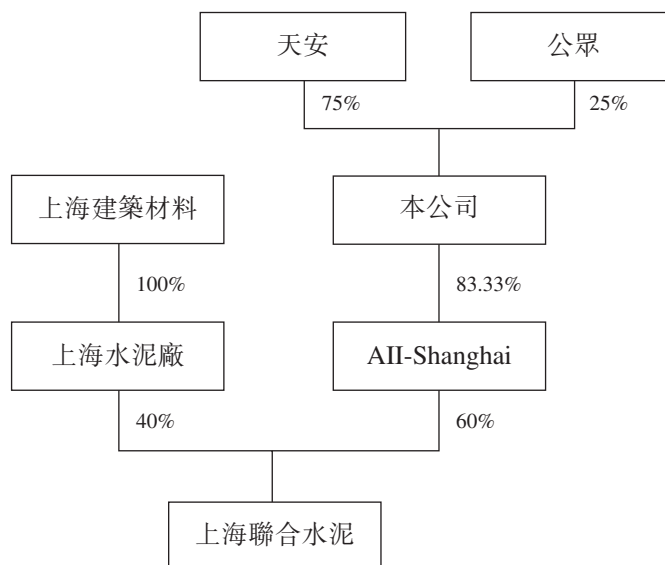 天安
公眾
75%
25%
上海建築材料
本公司
100%
83.33%
上海水泥廠
AII-Shanghai
40%
60%
上海聯合水泥